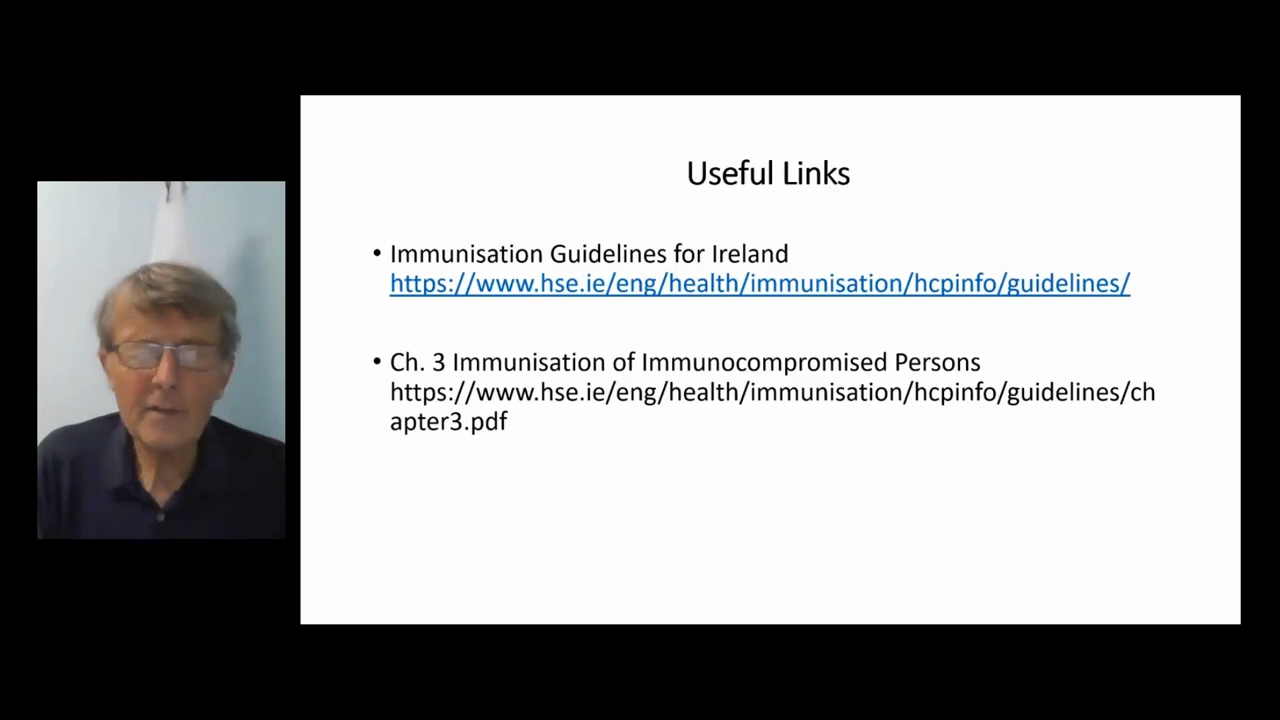 Useful Links
• Immunisation Guidelines for Ireland
https://www.hse.ie/eng/health/immunisation/hcpinfo/guidelines/
• Ch. 3 Immunisation of Immunocompromised Persons
https://www.hse.ie/eng/health/immunisation/hcpinfo/guidelines/ch
apter3.pdf